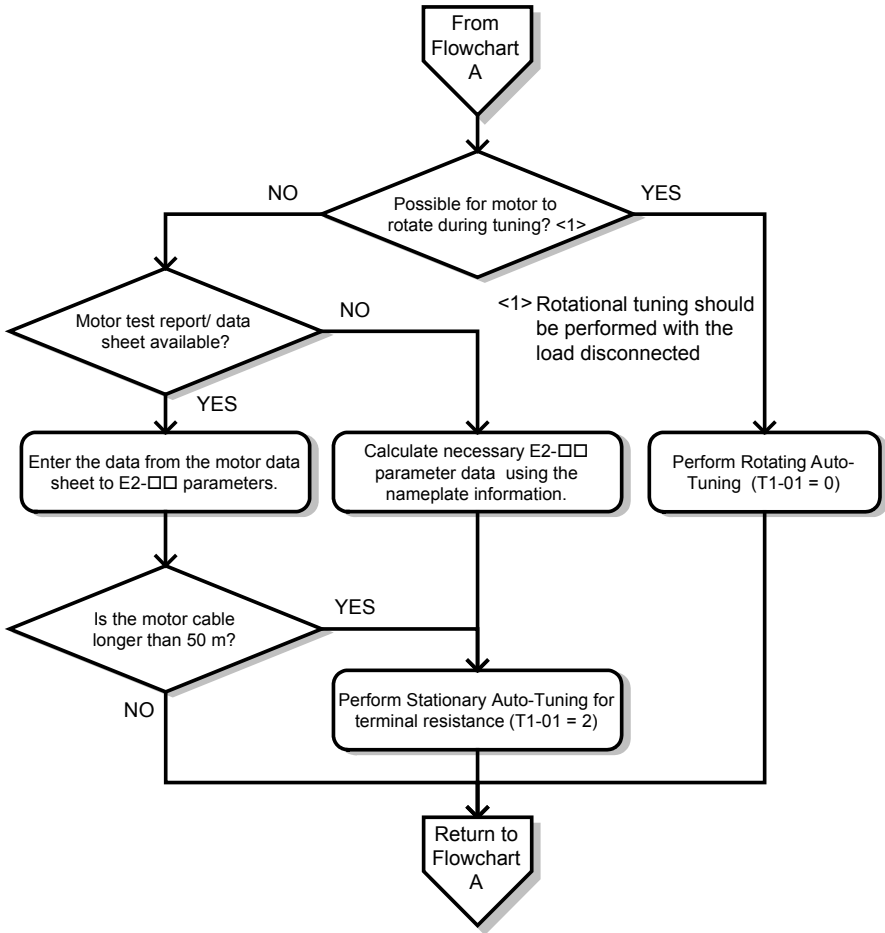 From
Flowchart
A
NO
YES
Possible for motor to
rotate during tuning? <1>
<1> Rotational tuning should
be performed with the
load disconnected
NO
Motor test report/ data
sheet available?
YES
Enter the data from the motor data
sheet to E2-□□ parameters.
Calculate necessary E2-□□
parameter data using the
nameplate information.
Perform Rotating Auto-
Tuning (T1-01 = 0)
Is the motor cable
longer than 50 m?
YES
NO
Perform Stationary Auto-Tuning for
terminal resistance (T1-01 = 2)
Return to
Flowchart
A